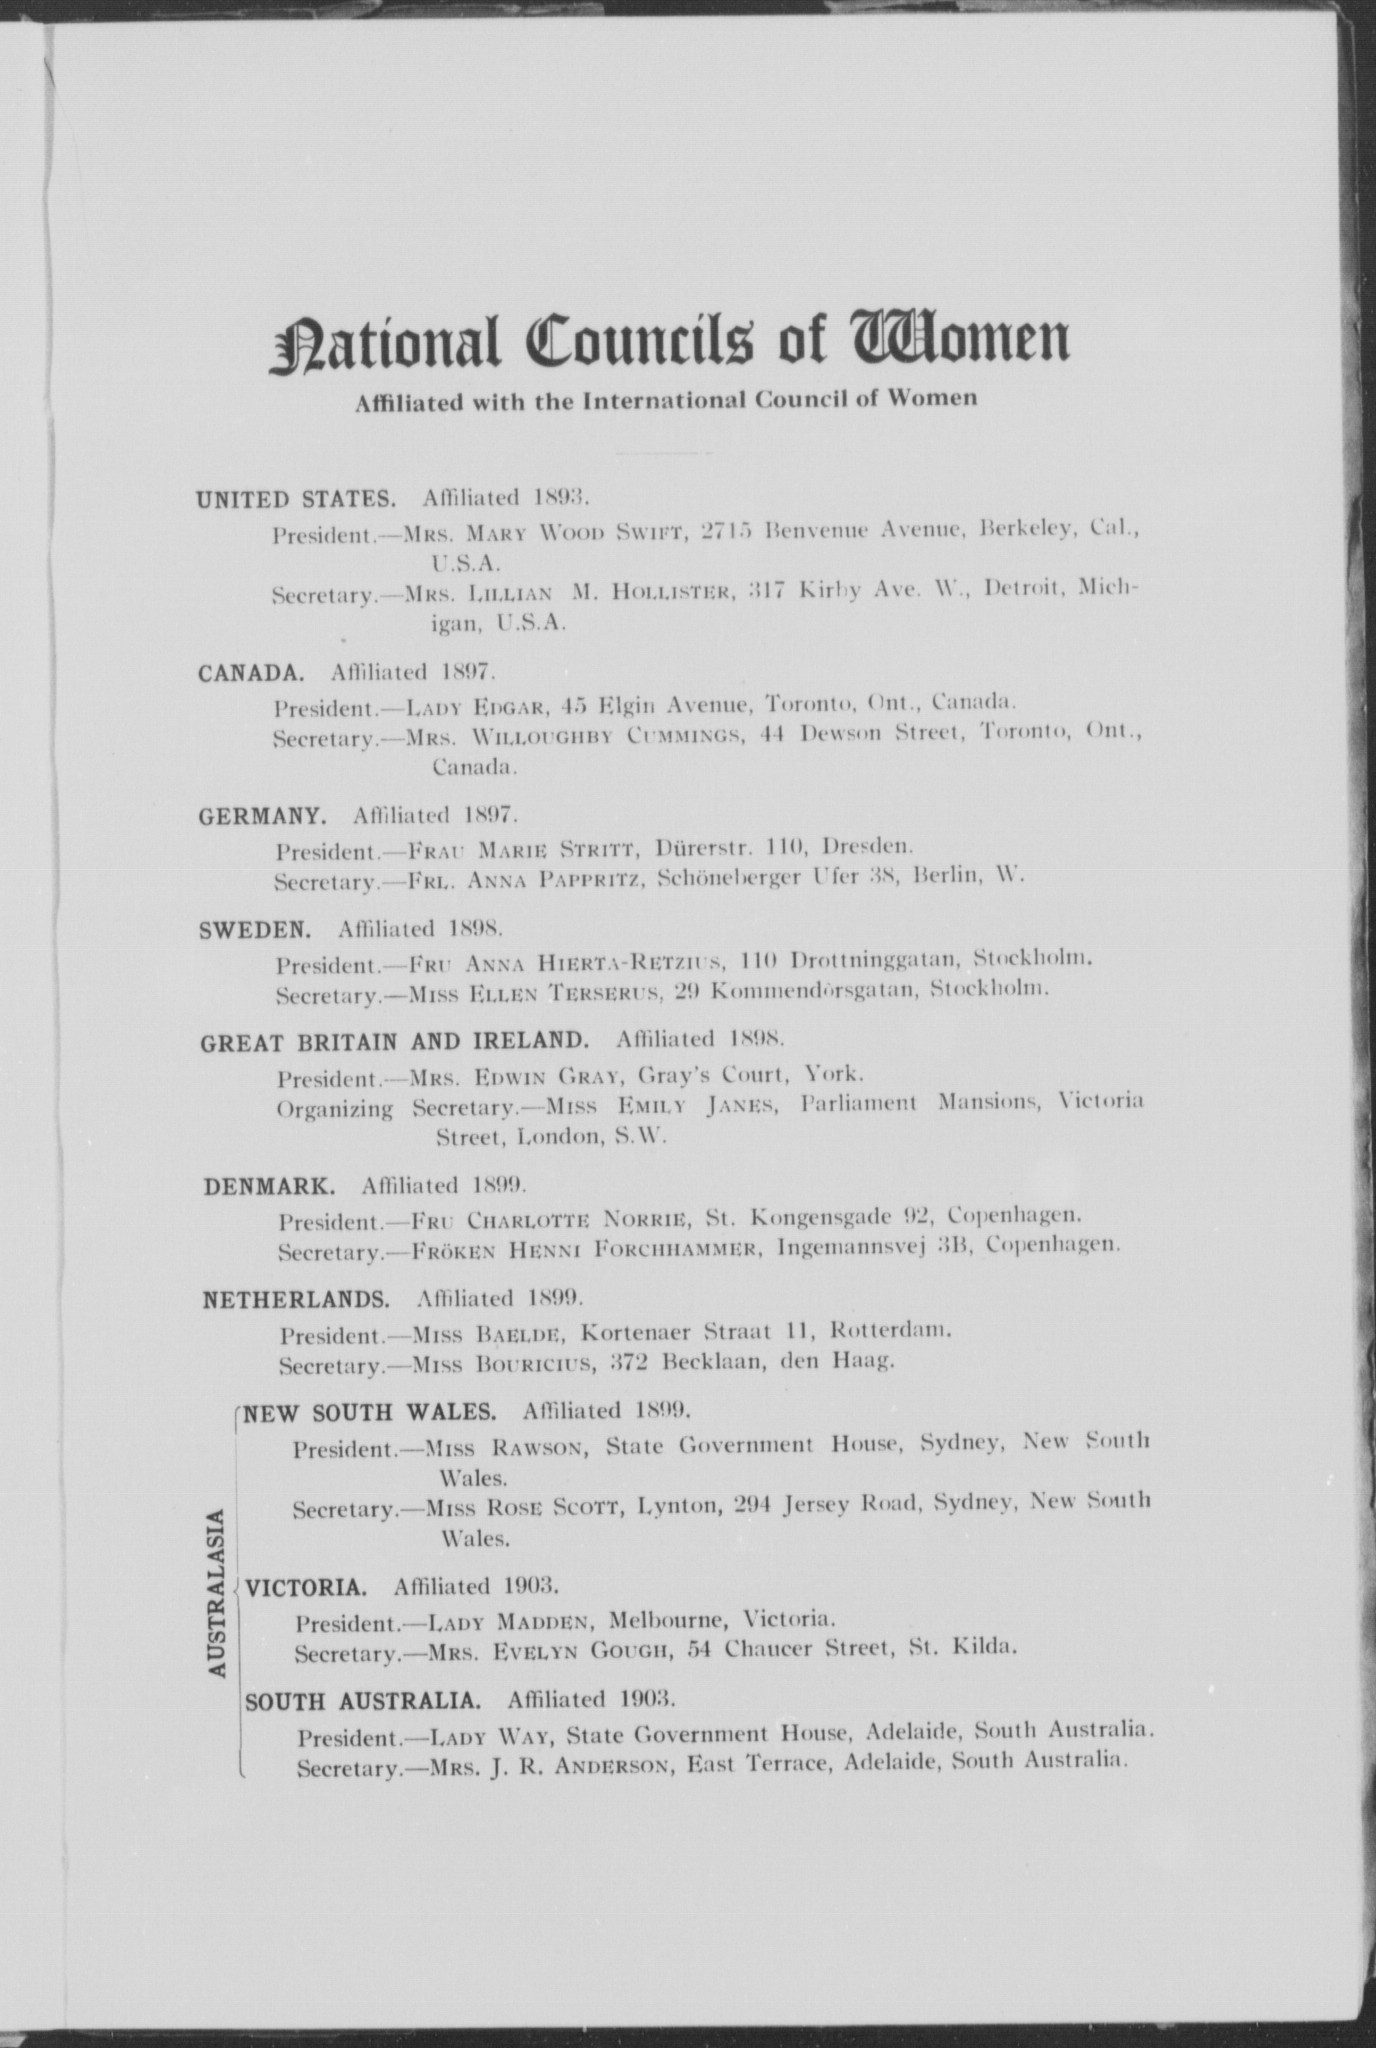 National Councils of Women
Affiliated with the International Council of Women
UNITED STATES. Affiliated 1893.
President.—MRS. MARY WOOD SWIFT, 2715 Benvenue Avenue, Berkeley, Cal.,
U.S.A.
Secretary.—MRS. LILLIAN M. HOLLISTER, 317 Kirby Ave. W., Detroit, Mich-
igan, U.S.A.
CANADA. Affiliated 1897.
President.—LADY EDGAR, 45 Elgin Avenue, Toronto, Ont., Canada.
Secretary.—MRS. WILLOUGHBY CUMMINGS, 44 Dewson Street, Toronto, Ont.,
Canada.
GERMANY. Affiliated 1897.
President.—FRAU MARIE STRITT, Dürerstr. 110, Dresden.
Secretary.—FRL. ANNA PAPPRITZ, Schöneberger Ufer 38, Berlin, W.
SWEDEN. Affiliated 1898.
President.—FRU ANNA HIERTA-RETZIUS, 110 Drottninggatan, Stockholm.
Secretary.—MISS ELLEN TERSERUS, 29 Kommendörsgatan, Stockholm.
GREAT BRITAIN AND IRELAND. Affiliated 1898.
President.—MRS. EDWIN GRAY, Gray's Court, York.
Organizing Secretary.—MISS EMILY JANES, Parliament Mansions, Victoria
Street, London, S.W.
DENMARK. Affiliated 1899.
President.—FRU CHARLOTTE NORRIE, St. Kongensgade 92, Copenhagen.
Secretary.—FRÖKEN HENNI FORCHHAMMER, Ingemannsvej 3B, Copenhagen.
NETHERLANDS. Affiliated 1899.
President.—MISS BAELDE, Kortenaer Straat 11, Rotterdam.
Secretary.—MISS BOURICIUS, 372 Becklaan, den Haag.
AUSTRALASIA
NEW SOUTH WALES. Affiliated 1899.
President.—MISS RAWSON, State Government House, Sydney, New South
Wales.
Secretary.—MISS ROSE SCOTT, Lynton, 294 Jersey Road, Sydney, New South
Wales.
VICTORIA. Affiliated 1903.
President.—LADY MADDEN, Melbourne, Victoria.
Secretary.—MRS. EVELYN GOUGH, 54 Chaucer Street, St. Kilda.
SOUTH AUSTRALIA. Affiliated 1903.
President.—LADY WAY, State Government House, Adelaide, South Australia.
Secretary.—MRS. J. R. ANDERSON, East Terrace, Adelaide, South Australia.